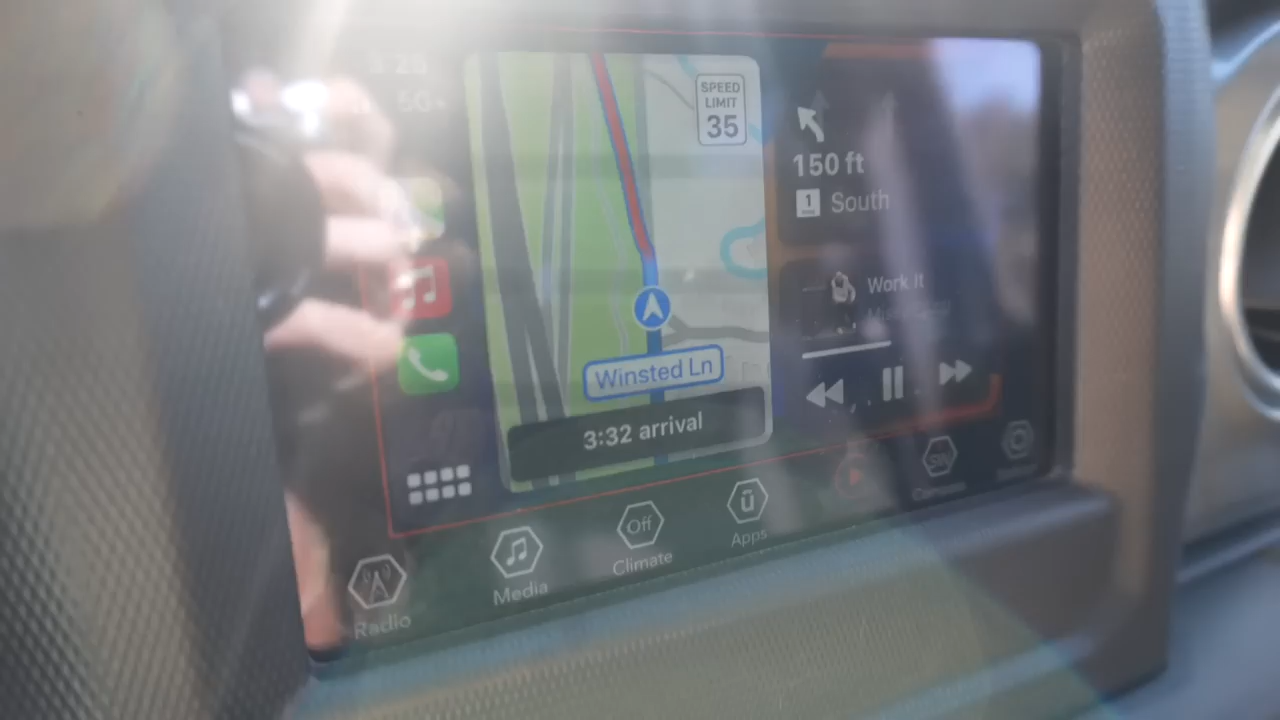 5G
SPEED
LIMIT
35
150 ft
1
South
Work It
Winsted Ln
3:32 arrival
Radio
Media
Off
Climate
ū
Apps